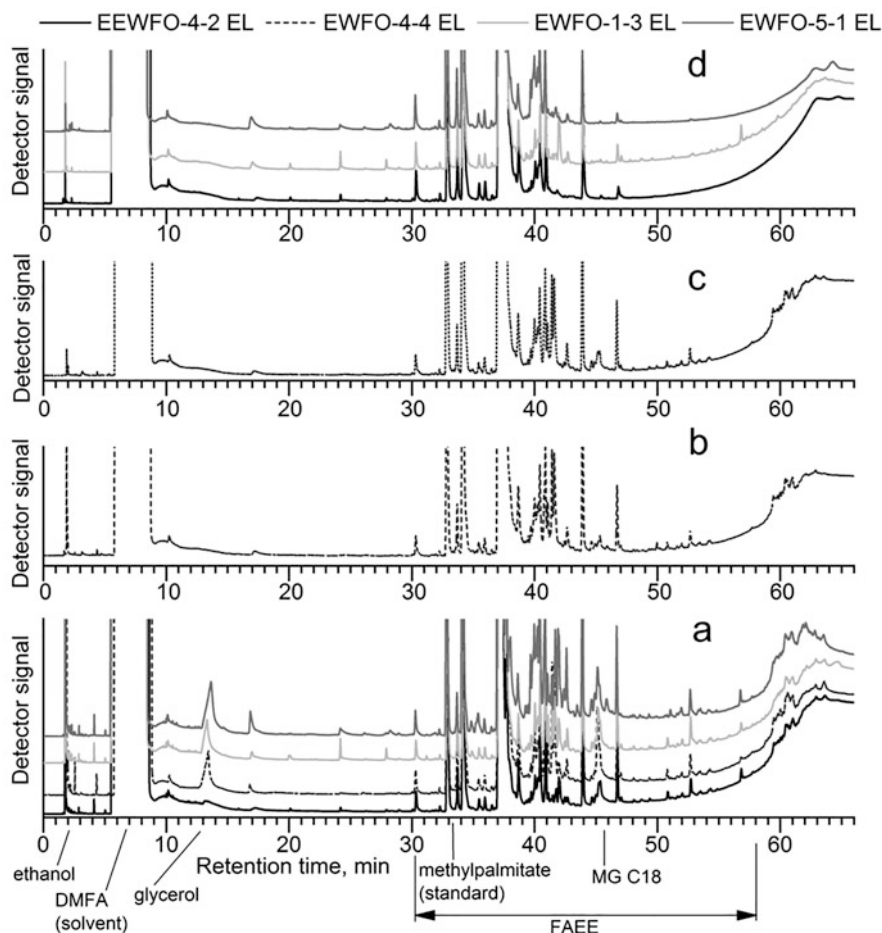 EEWFO-4-2 EL EWFO-4-4 EL EWFO-1-3 EL EWFO-5-1 EL
Detector signal
d
0 10 20 30 40 50 60
Detector signal
c
0 10 20 30 40 50 60
Detector signal
b
0 10 20 30 40 50 60
Detector signal
a
0 10 20 30 40 50 60
Retention time, min
ethanol
DMFA
(solvent)
glycerol
methylpalmitate
(standard)
MG C18
FAEE